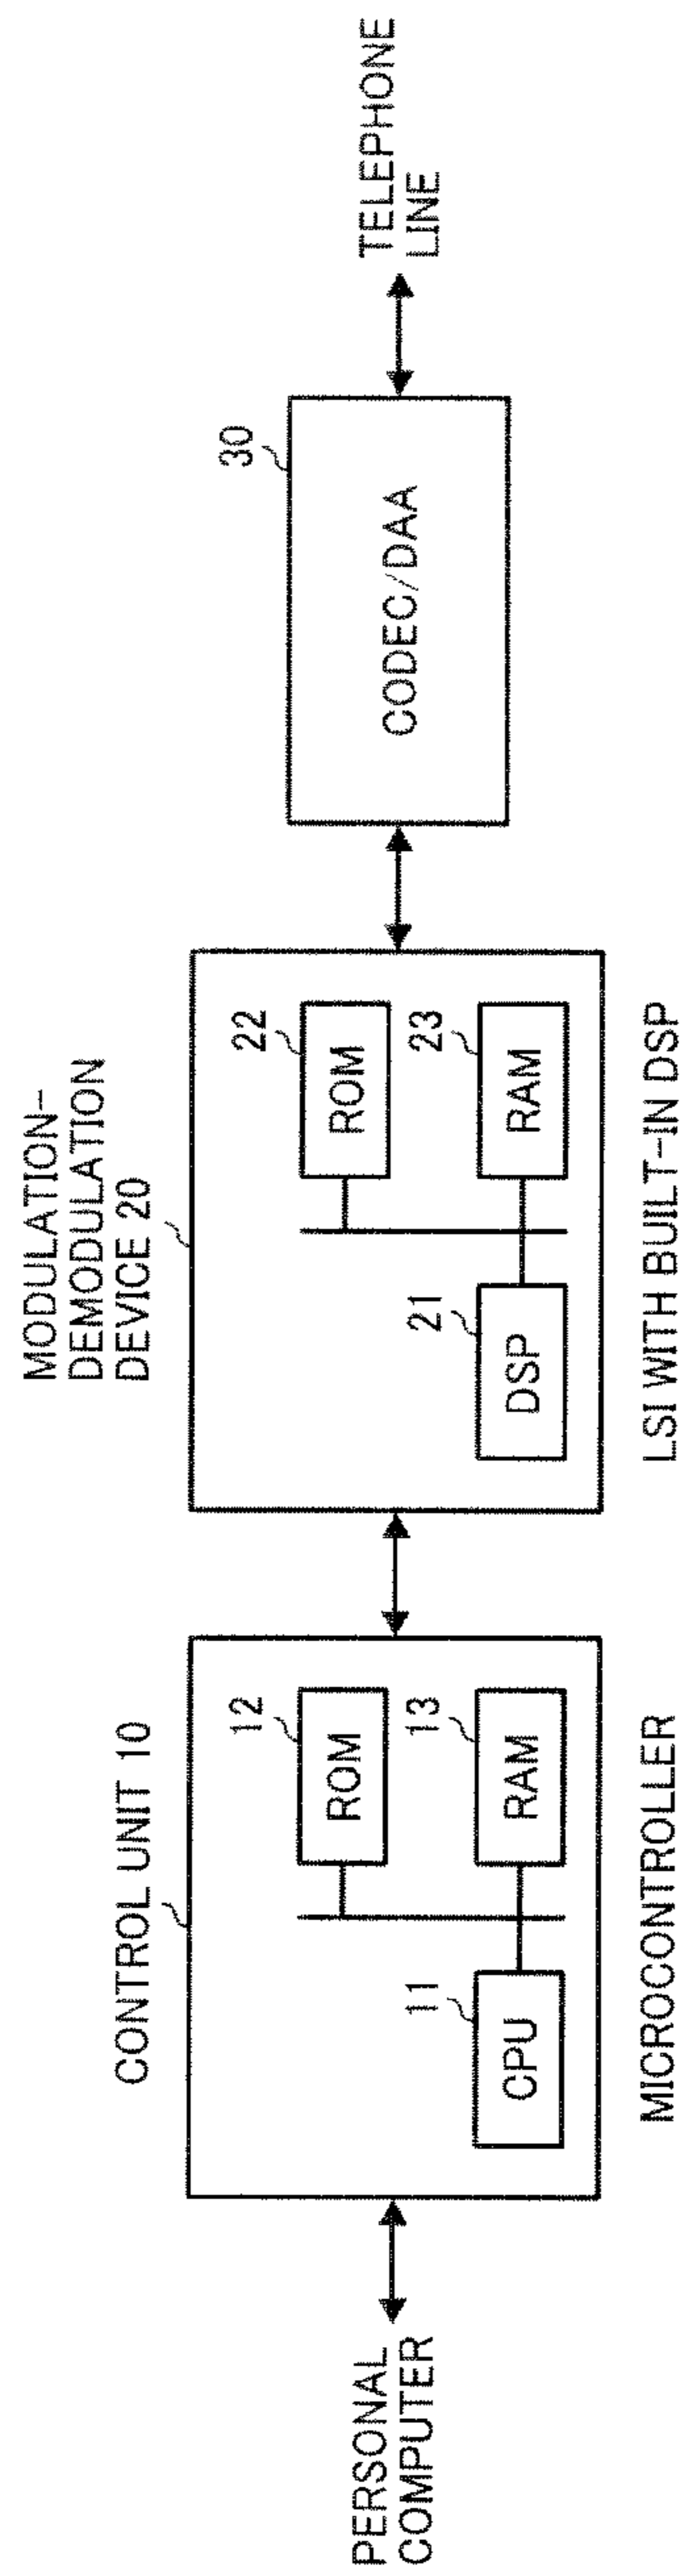 PERSONAL
COMPUTER
CONTROL UNIT 10
12
ROM
11
CPU
13
RAM
MICROCONTROLLER
MODULATION-
DEMODULATION
DEVICE 20
22
ROM
21
DSP
23
RAM
LSI WITH BUILT-IN DSP
30
CODEC/DAA
TELEPHONE
LINE